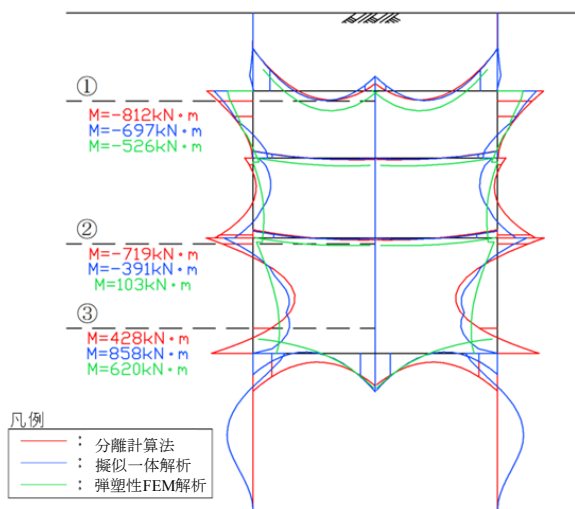 ①
M=-812kN・m
M=-697kN・m
M=-526kN・m
②
M=-719kN・m
M=-391kN・m
M=103kN・m
③
M=428kN・m
M=858kN・m
M=620kN・m
凡例
： 分離計算法
： 擬似一体解析
： 弾塑性FEM解析